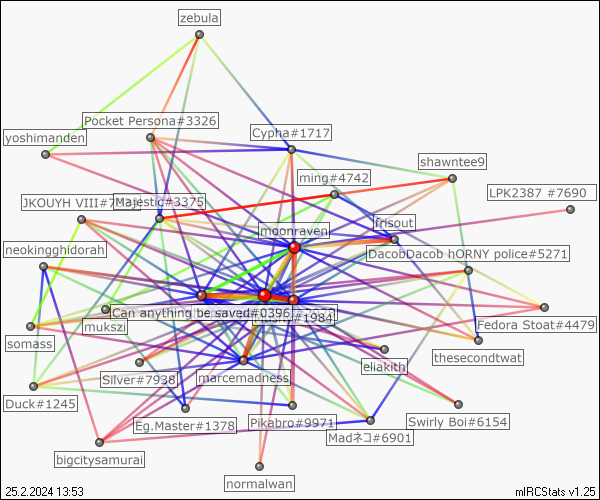 zebula
Pocket Persona#3326
yoshimanden
Cypha#1717
shawntee9
ming#4742
LPK2387 #7690
JKOUYH VIII#7
Majestic#3375
frisout
moonraven
neokingghidorah
DacobDacob hORNY police#5271
Can anything be saved#0396
#1984
mukszi
Fedora Stoat#4479
somass
thesecondtwat
eliakith
Silver#7938
marcemadness
Duck#1245
Eg.Master#1378
Pikabro#9971
Swirly Boi#6154
Madネコ#6901
bigcitysamurai
normalwan
25.2.2024 13:53
mIRCStats v1.25